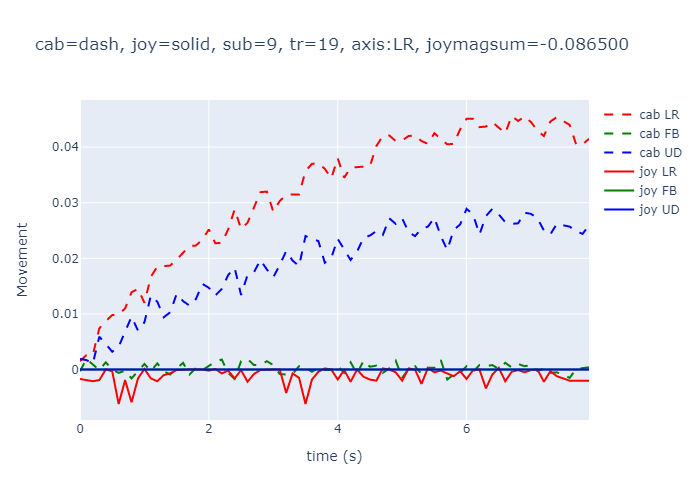 cab=dash, joy=solid, sub=9, tr=19, axis:LR, joymagsum=-0.086500
cab LR
cab FB
cab UD
joy LR
joy FB
joy UD
Movement
0.04
0.03
0.02
0.01
0
0
2
4
6
time (s)